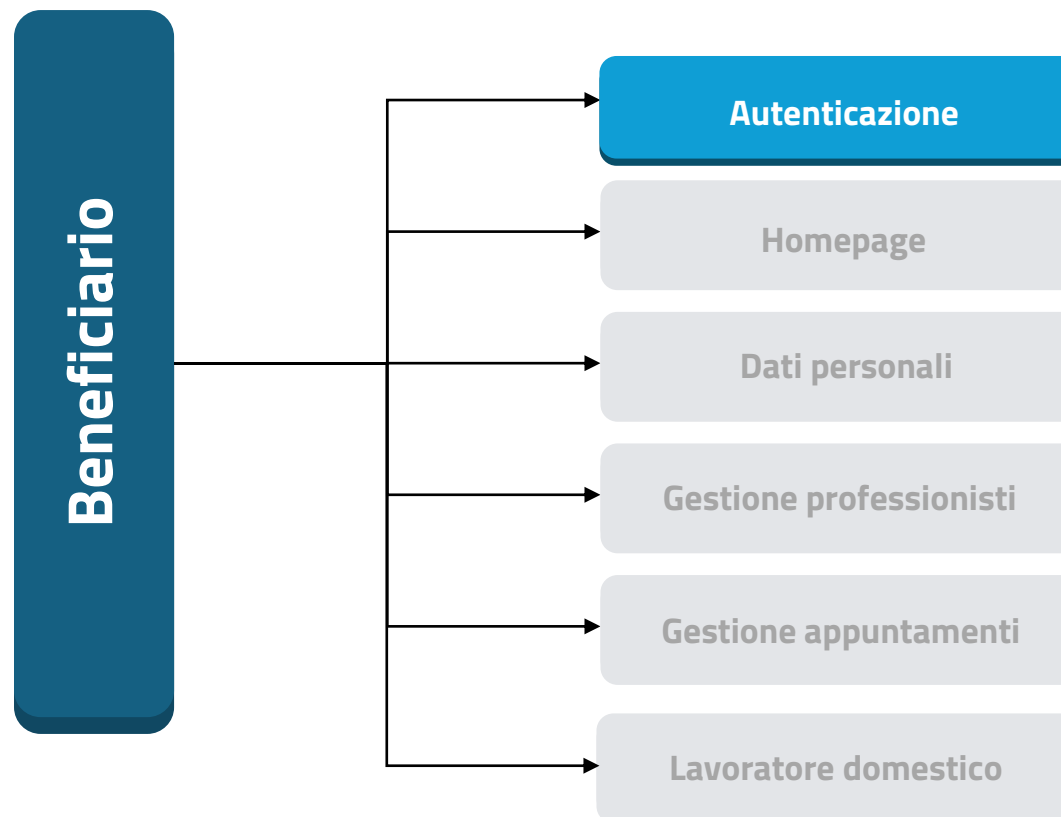 Beneficiario
Autenticazione
Homepage
Dati personali
Gestione professionisti
Gestione appuntamenti
Lavoratore domestico